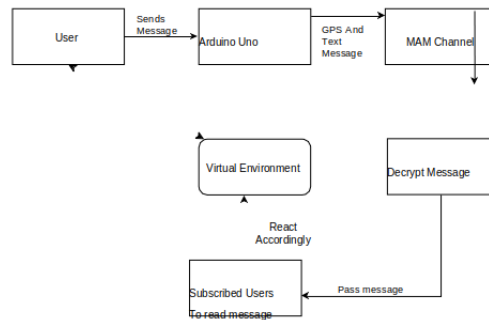 Sends
Message
User
Arduino Uno
GPS And
Text
Message
MAM Channel
Virtual Environment
Decrypt Message
React
Accordingly
Subscribed Users
To read message
Pass message